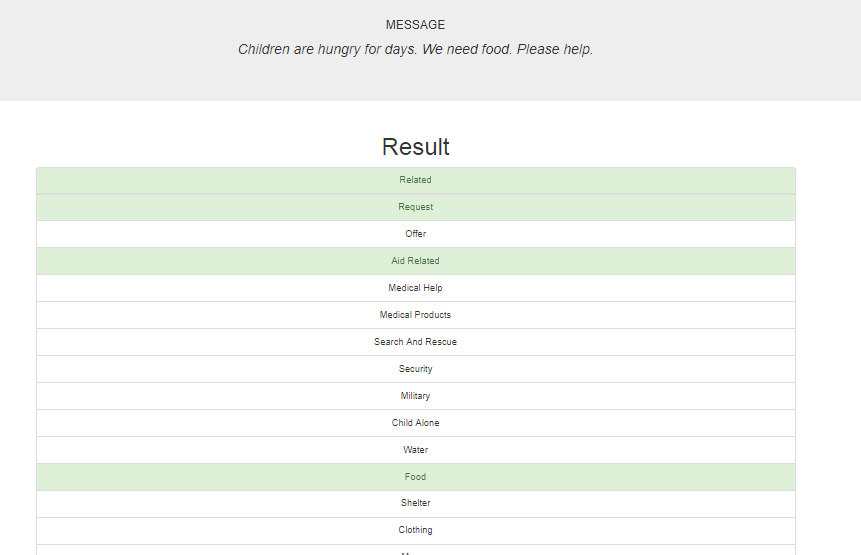 MESSAGE
Children are hungry for days. We need food. Please help.
Result
Related
Request
Offer
Aid Related
Medical Help
Medical Products
Search And Rescue
Security
Military
Child Alone
Water
Food
Shelter
Clothing